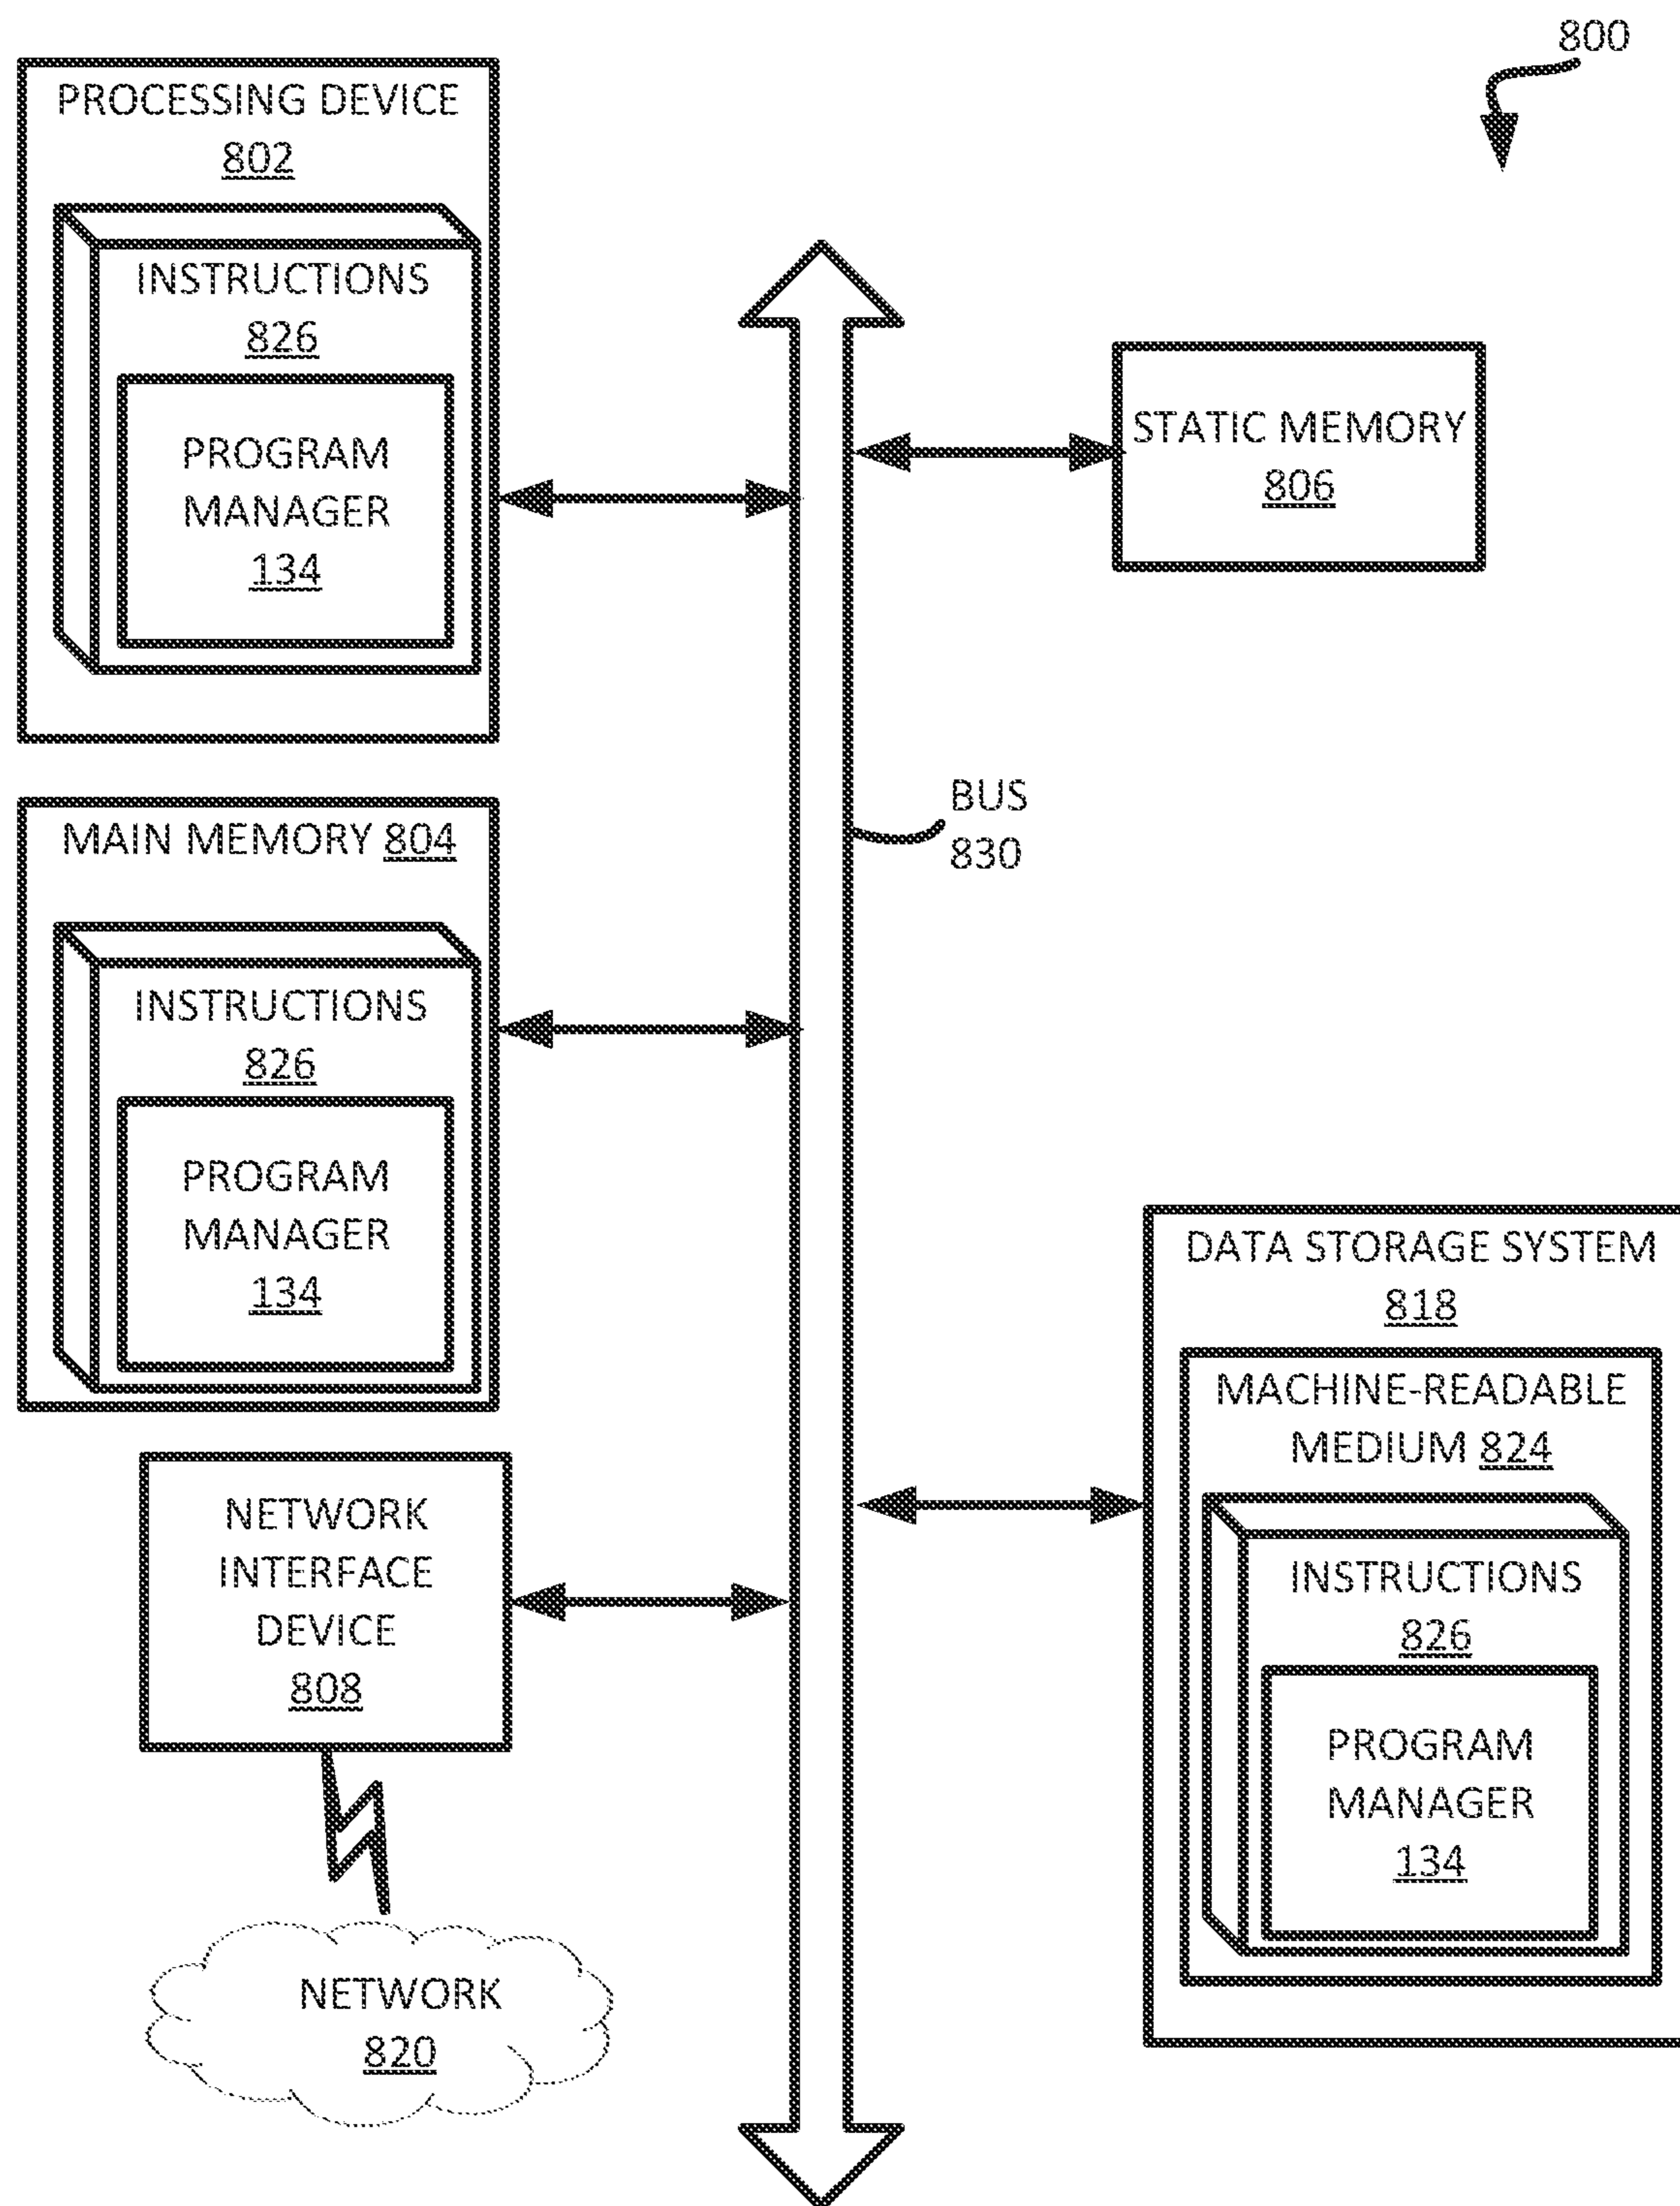 800
PROCESSING DEVICE
802
INSTRUCTIONS
826
PROGRAM
MANAGER
134
STATIC MEMORY
806
BUS
830
MAIN MEMORY 804
INSTRUCTIONS
826
PROGRAM
MANAGER
134
NETWORK
INTERFACE
DEVICE
808
NETWORK
820
DATA STORAGE SYSTEM
818
MACHINE-READABLE
MEDIUM 824
INSTRUCTIONS
826
PROGRAM
MANAGER
134